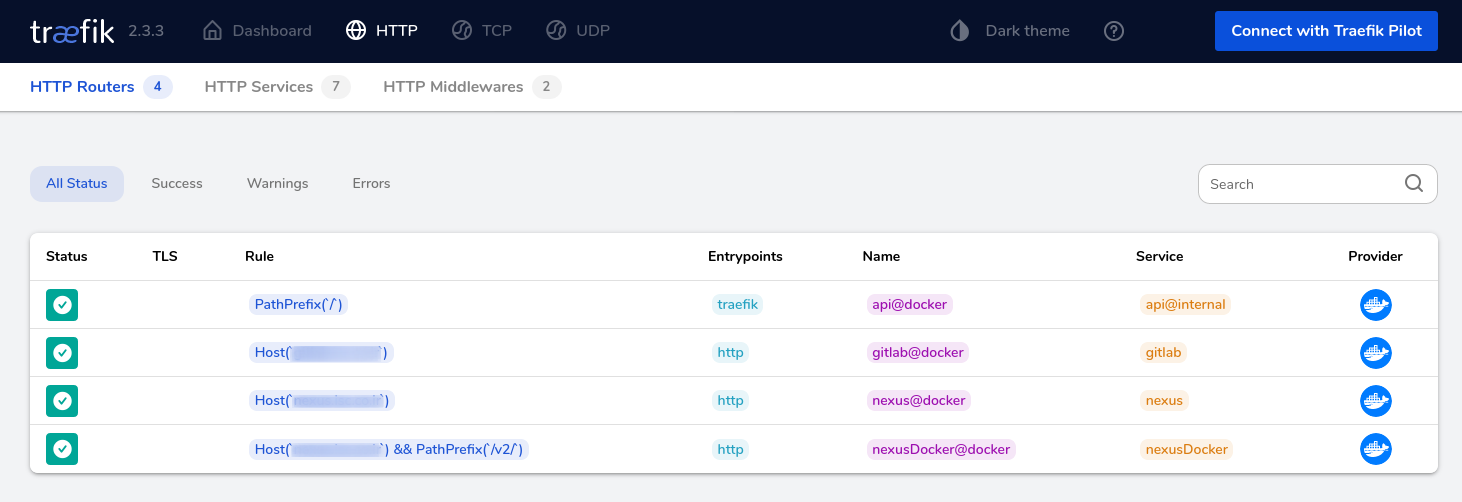 træfik 2.3.3 Dashboard HTTP TCP UDP Dark theme Connect with Traefik Pilot
HTTP Routers 4 HTTP Services 7 HTTP Middlewares 2
All Status Success Warnings Errors Search
Status TLS Rule Entrypoints Name Service Provider
PathPrefix(`/`) traefik api@docker api@internal
Host(` `) http gitlab@docker gitlab
Host(` `) http nexus@docker nexus
Host(` `) && PathPrefix(`/v2/`) http nexusDocker@docker nexusDocker